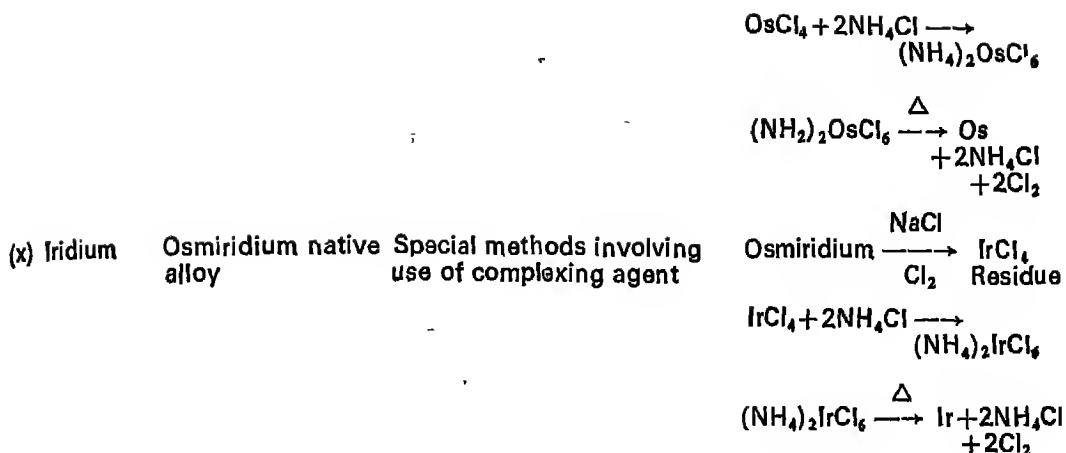 OsCl₄ + 2NH₄Cl ⟶
(NH₄)₂OsCl₆
△
(NH₂)₂OsCl₆ ⟶ Os
+2NH₄Cl
+2Cl₂
(x) Iridium Osmiridium native Special methods involving Osmiridium NaCl ⟶ IrCl₄
alloy use of complexing agent Cl₂ Residue
IrCl₄ + 2NH₄Cl ⟶
(NH₄)₂IrCl₆
△
(NH₄)₂IrCl₆ ⟶ Ir+2NH₄Cl
+2Cl₂